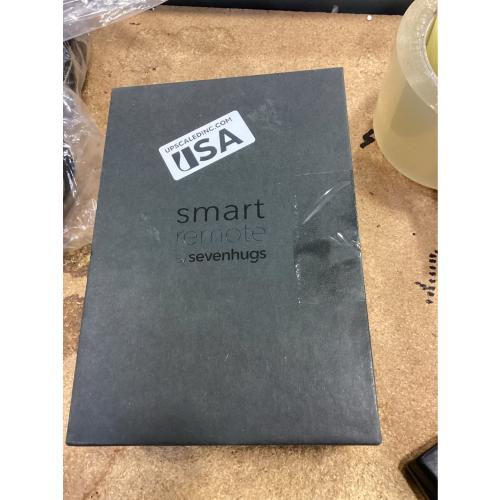 UPSCALEDINC.COM
USA
smart
remote
by sevenhugs